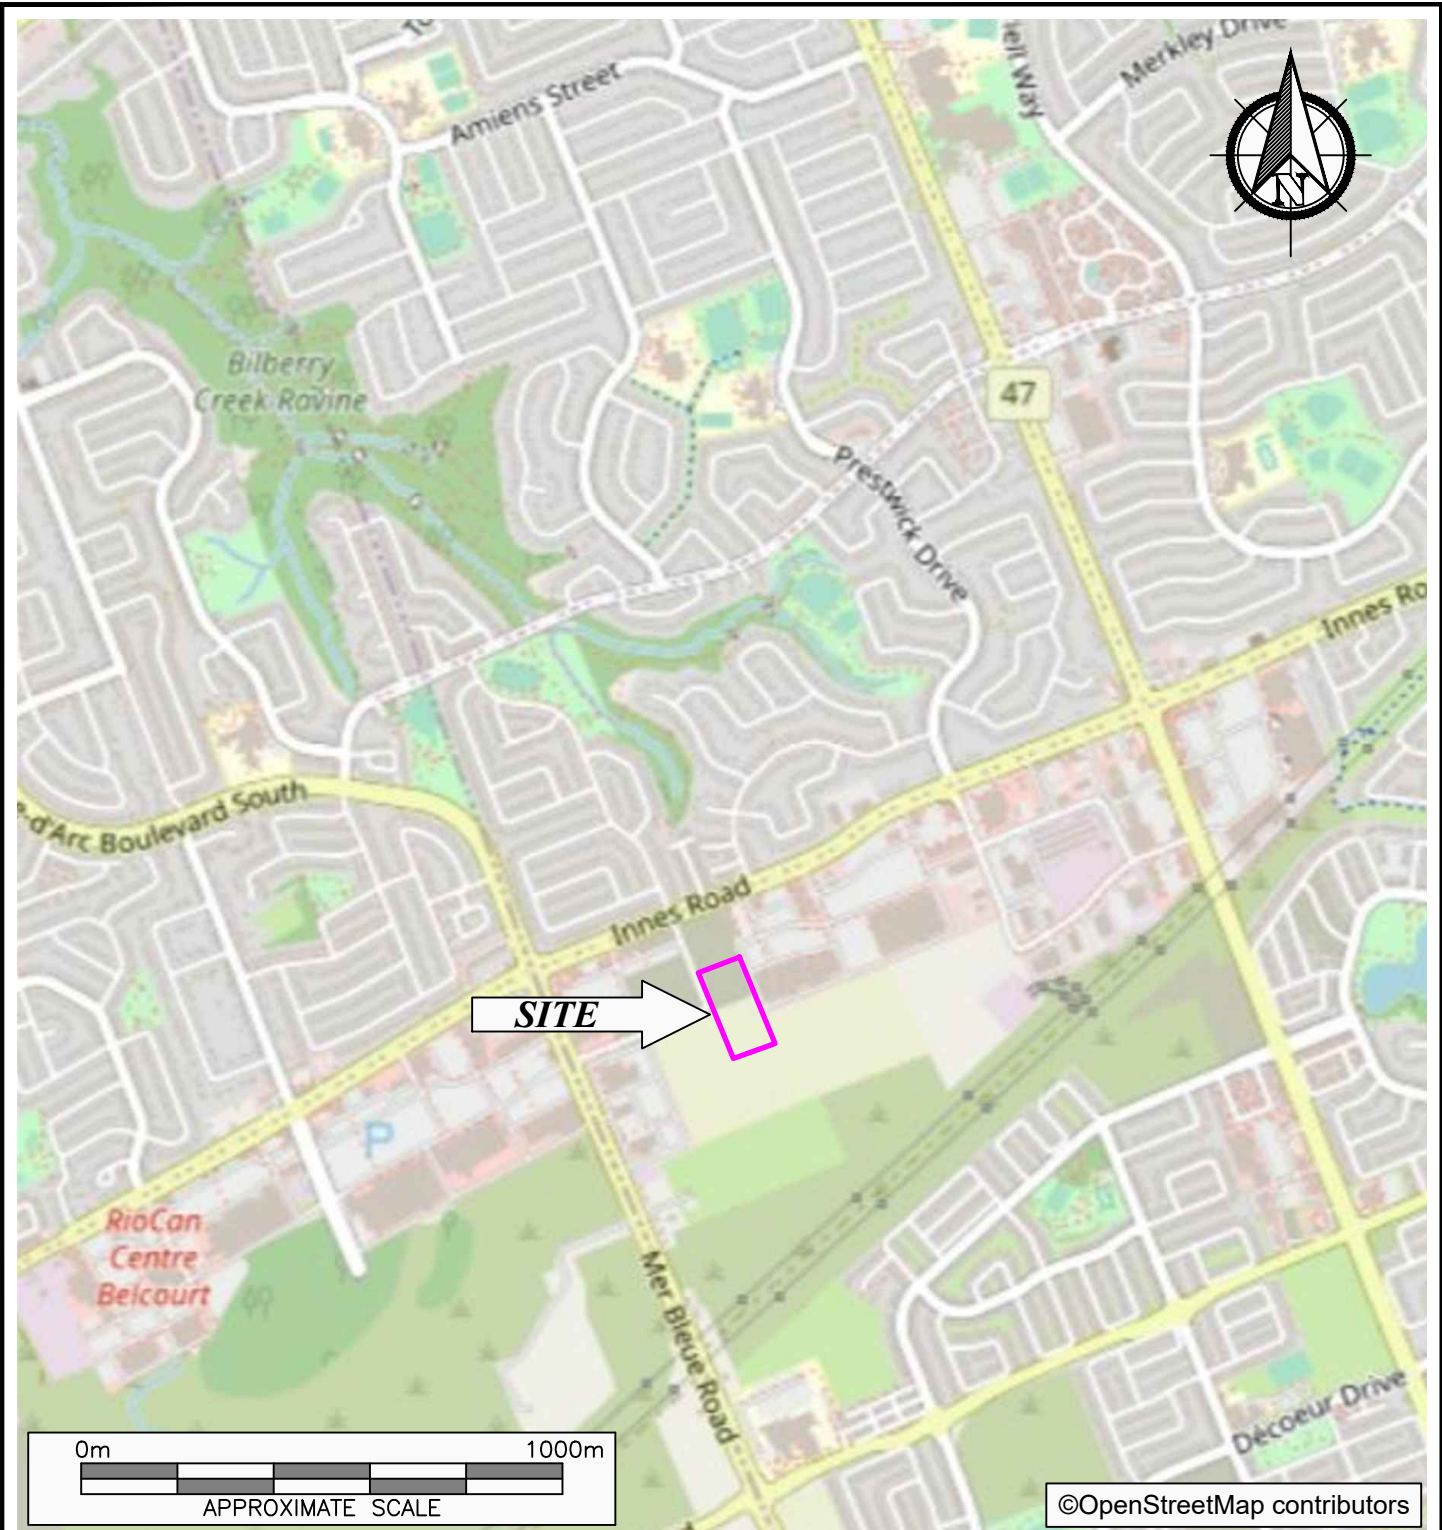 Amiens Street
Merkley Drive
N
Bilberry
Creek Ravine
47
Prestwick Drive
Innes Ro
-d'Arc Boulevard South
Innes Road
SITE
P
RioCan
Centre
Belcourt
Mer Bleue Road
Décoeur Drive
0m 1000m
APPROXIMATE SCALE
©OpenStreetMap contributors